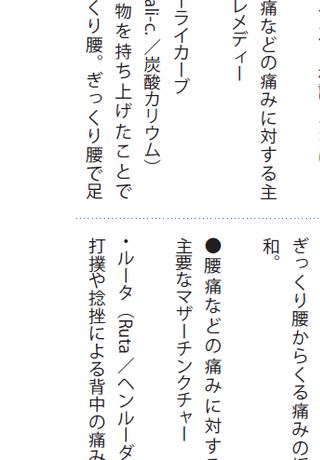 痛などの痛みに対する主
レメディー
ーライカーブ
ali-c.／炭酸カリウム）
物を持ち上げたことで
くり腰。ぎっくり腰で足
ぎっくり腰からくる痛みの
和。
●腰痛などの痛みに対す
主要なマザーチンクチャー
・ルータ（Ruta／ヘンルーダ
打撲や捻挫による背中の痛み